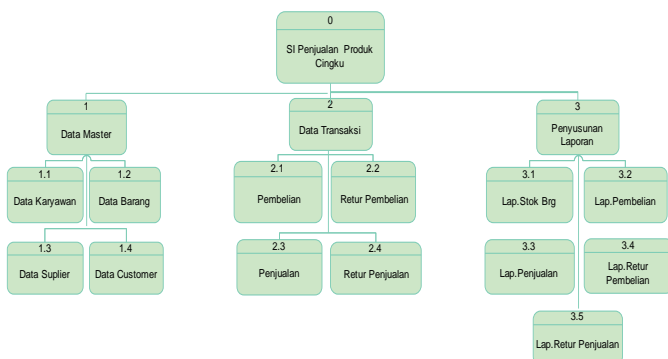 0
SI Penjualan Produk
Cingku
1
Data Master
2
Data Transaksi
3
Penyusunan
Laporan
1.1
Data Karyawan
1.2
Data Barang
2.1
Pembelian
2.2
Retur Pembelian
3.1
Lap.Stok Brg
3.2
Lap.Pembelian
1.3
Data Suplier
1.4
Data Customer
2.3
Penjualan
2.4
Retur Penjualan
3.3
Lap.Penjualan
3.4
Lap.Retur
Pembelian
3.5
Lap.Retur Penjualan